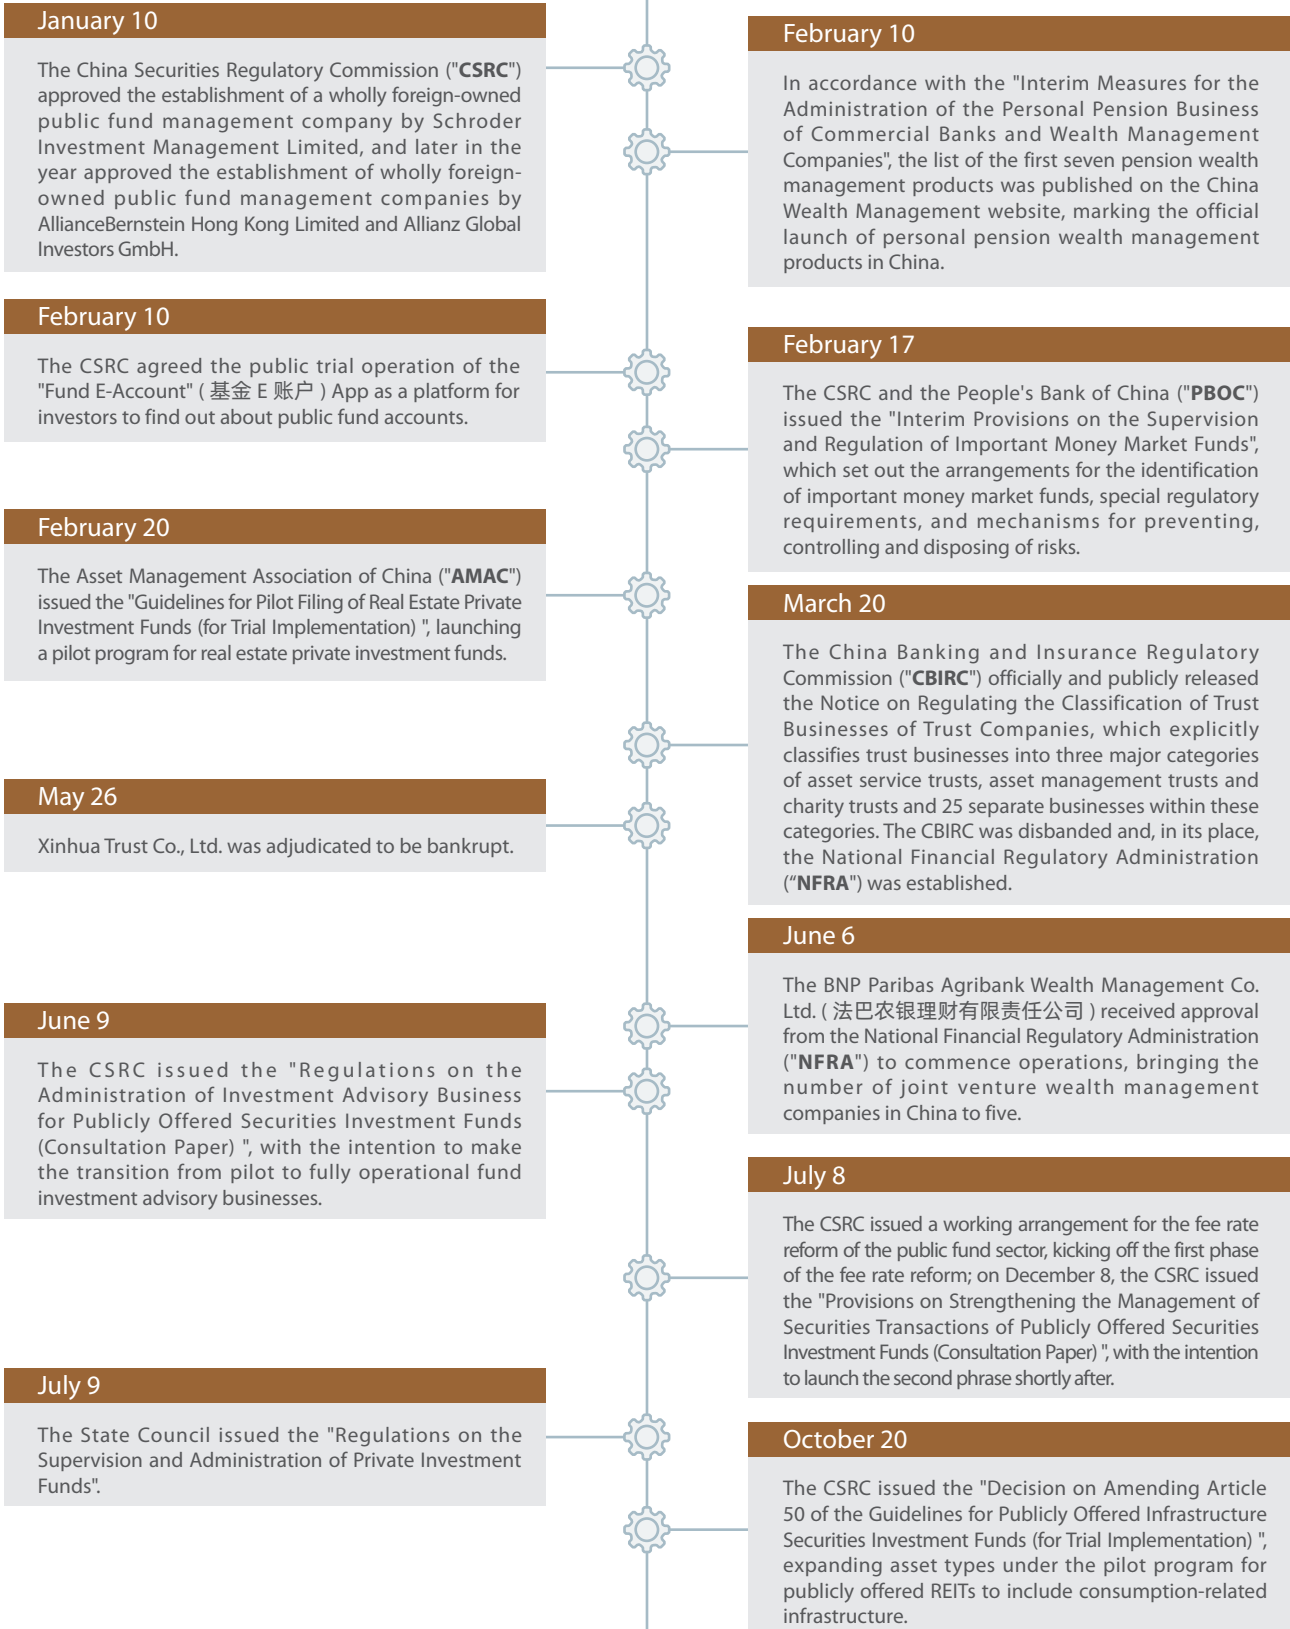 January 10
The China Securities Regulatory Commission ("CSRC")
approved the establishment of a wholly foreign-owned
public fund management company by Schroder
Investment Management Limited, and later in the
year approved the establishment of wholly foreign-
owned public fund management companies by
AllianceBernstein Hong Kong Limited and Allianz Global
Investors GmbH.
February 10
In accordance with the "Interim Measures for the
Administration of the Personal Pension Business
of Commercial Banks and Wealth Management
Companies", the list of the first seven pension wealth
management products was published on the China
Wealth Management website, marking the official
launch of personal pension wealth management
products in China.
February 10
The CSRC agreed the public trial operation of the
"Fund E-Account" ( 基金 E 账户 ) App as a platform for
investors to find out about public fund accounts.
February 17
The CSRC and the People's Bank of China ("PBOC")
issued the "Interim Provisions on the Supervision
and Regulation of Important Money Market Funds",
which set out the arrangements for the identification
of important money market funds, special regulatory
requirements, and mechanisms for preventing,
controlling and disposing of risks.
February 20
The Asset Management Association of China ("AMAC")
issued the "Guidelines for Pilot Filing of Real Estate Private
Investment Funds (for Trial Implementation) ", launching
a pilot program for real estate private investment funds.
March 20
The China Banking and Insurance Regulatory
Commission ("CBIRC") officially and publicly released
the Notice on Regulating the Classification of Trust
Businesses of Trust Companies, which explicitly
classifies trust businesses into three major categories
of asset service trusts, asset management trusts and
charity trusts and 25 separate businesses within these
categories. The CBIRC was disbanded and, in its place,
the National Financial Regulatory Administration
(“NFRA") was established.
May 26
Xinhua Trust Co., Ltd. was adjudicated to be bankrupt.
June 6
The BNP Paribas Agribank Wealth Management Co.
Ltd. ( 法巴农银理财有限责任公司 ) received approval
from the National Financial Regulatory Administration
("NFRA") to commence operations, bringing the
number of joint venture wealth management
companies in China to five.
June 9
The CSRC issued the "Regulations on the
Administration of Investment Advisory Business
for Publicly Offered Securities Investment Funds
(Consultation Paper) ", with the intention to make
the transition from pilot to fully operational fund
investment advisory businesses.
July 8
The CSRC issued a working arrangement for the fee rate
reform of the public fund sector, kicking off the first phase
of the fee rate reform; on December 8, the CSRC issued
the "Provisions on Strengthening the Management of
Securities Transactions of Publicly Offered Securities
Investment Funds (Consultation Paper) ", with the intention
to launch the second phrase shortly after.
July 9
The State Council issued the "Regulations on the
Supervision and Administration of Private Investment
Funds".
October 20
The CSRC issued the "Decision on Amending Article
50 of the Guidelines for Publicly Offered Infrastructure
Securities Investment Funds (for Trial Implementation) ",
expanding asset types under the pilot program for
publicly offered REITs to include consumption-related
infrastructure.